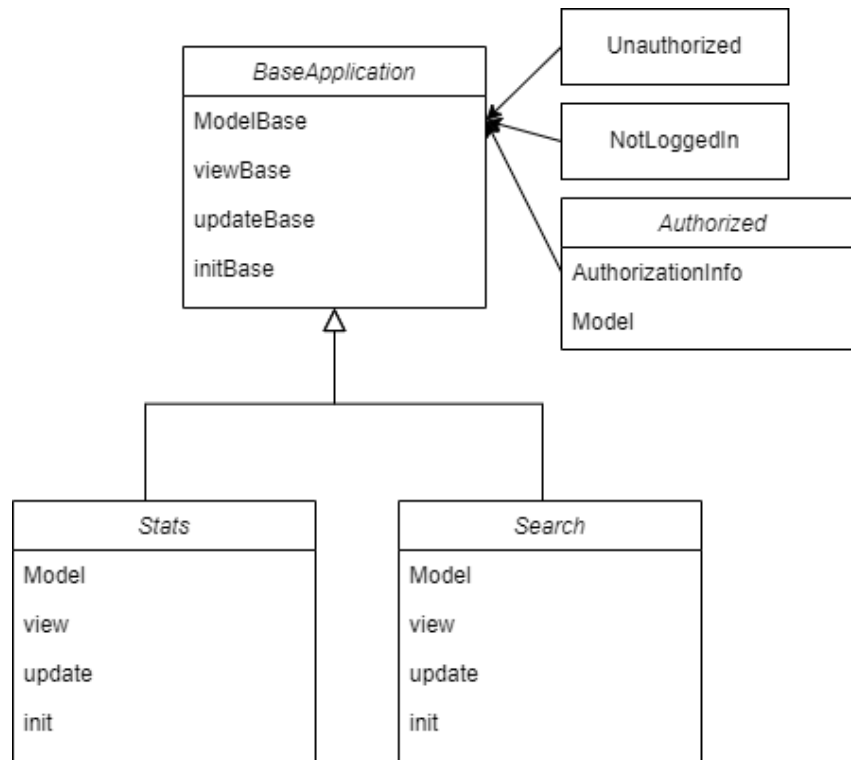 BaseApplication
ModelBase
viewBase
updateBase
initBase
Unauthorized
NotLoggedIn
Authorized
AuthorizationInfo
Model
Stats
Model
view
update
init
Search
Model
view
update
init